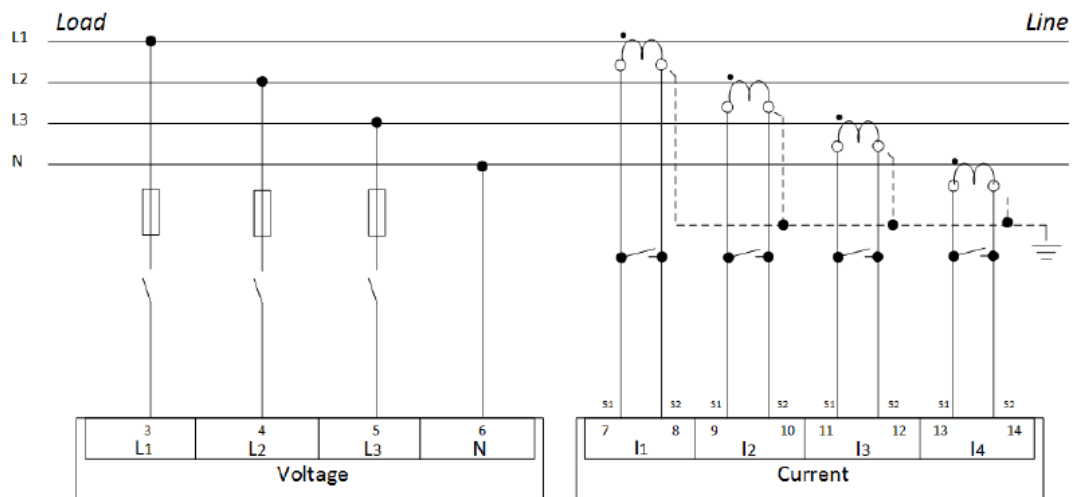 Load Line
L1
L2
L3
N
S1 S2 S1 S2 S1 S2 S1 S2
3 4 5 6 7 8 9 10 11 12 13 14
L1 L2 L3 N I1 I2 I3 I4
Voltage Current